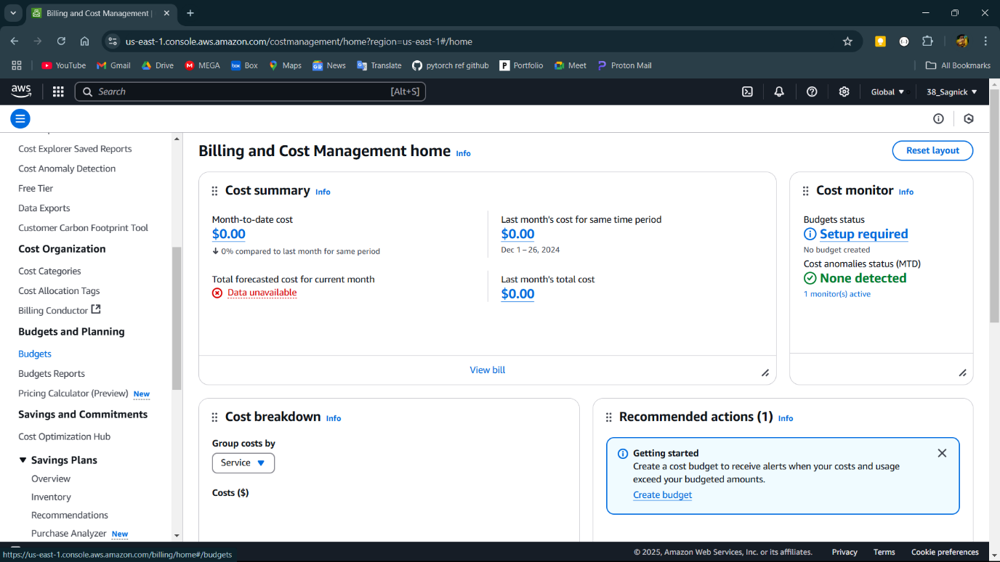 Billing and Cost Management |
us-east-1.console.aws.amazon.com/costmanagement/home?region=us-east-1#/home
YouTube Gmail Drive MEGA Box Maps News Translate pytorch ref github Portfolio Meet Proton Mail All Bookmarks
aws Search [Alt+S] Global 38_Sagnick
Cost Explorer Saved Reports
Cost Anomaly Detection
Free Tier
Data Exports
Customer Carbon Footprint Tool
Cost Organization
Cost Categories
Cost Allocation Tags
Billing Conductor
Budgets and Planning
Budgets
Budgets Reports
Pricing Calculator (Preview) New
Savings and Commitments
Cost Optimization Hub
Savings Plans
Overview
Inventory
Recommendations
Purchase Analyzer New
Billing and Cost Management home Info
Reset layout
Cost summary Info
Month-to-date cost
$0.00
0% compared to last month for same period
Last month's cost for same time period
$0.00
Dec 1 – 26, 2024
Total forecasted cost for current month
Data unavailable
Last month's total cost
$0.00
View bill
Cost monitor Info
Budgets status
Setup required
No budget created
Cost anomalies status (MTD)
None detected
1 monitor(s) active
Cost breakdown Info
Group costs by
Service
Costs ($)
Recommended actions (1) Info
Getting started
Create a cost budget to receive alerts when your costs and usage
exceed your budgeted amounts.
Create budget
https://us-east-1.console.aws.amazon.com/billing/home#/budgets
© 2025, Amazon Web Services, Inc. or its affiliates. Privacy Terms Cookie preferences